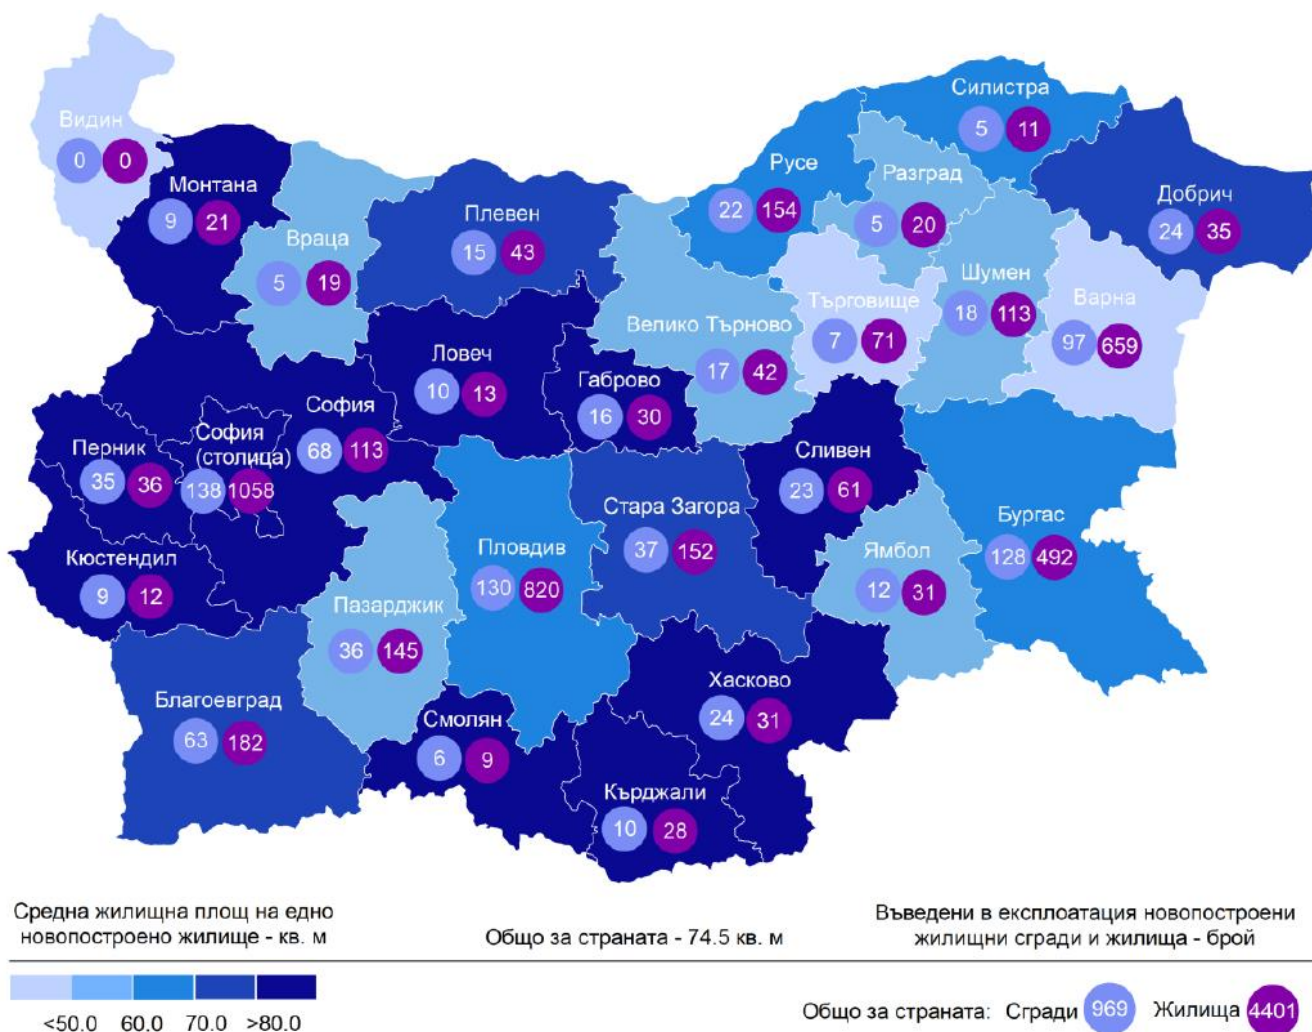 Силистра
5 11
Видин
0 0
Русе
22 154
Разград
5 20
Монтана
9 21
Добрич
24 35
Плевен
15 43
Враца
5 19
Шумен
18 113
Варна
97 659
Търговище
7 71
Велико Търново
17 42
Ловеч
10 13
Габрово
16 30
София
68 113
София
(столица)
138 1058
Перник
35 36
Сливен
23 61
Стара Загора
37 152
Бургас
128 492
Пловдив
130 820
Ямбол
12 31
Кюстендил
9 12
Пазарджик
36 145
Хасково
24 31
Благоевград
63 182
Смолян
6 9
Кърджали
10 28
Средна жилищна площ на едно
новопостроено жилище - кв. м
Общо за страната - 74.5 кв. м
Въведени в експлоатация новопостроени
жилищни сгради и жилища - брой
<50.0 60.0 70.0 >80.0
Общо за страната: Сгради 969 Жилища 4401